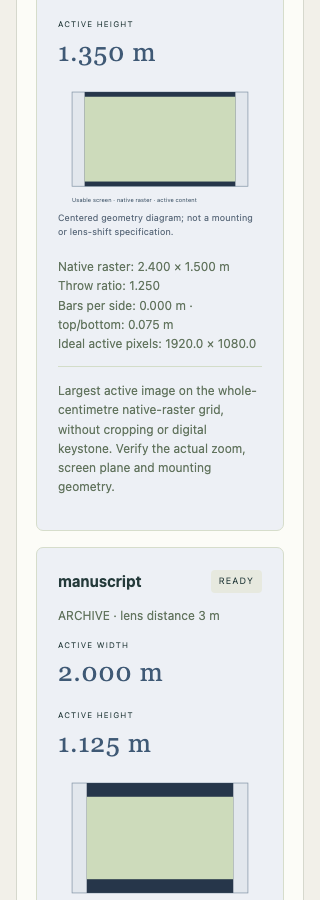 ACTIVE HEIGHT
1.350 m
Usable screen · native raster · active content
Centered geometry diagram; not a mounting
or lens-shift specification.
Native raster: 2.400 × 1.500 m
Throw ratio: 1.250
Bars per side: 0.000 m ·
top/bottom: 0.075 m
Ideal active pixels: 1920.0 × 1080.0
Largest active image on the whole-
centimetre native-raster grid,
without cropping or digital
keystone. Verify the actual zoom,
screen plane and mounting
geometry.
manuscript
READY
ARCHIVE · lens distance 3 m
ACTIVE WIDTH
2.000 m
ACTIVE HEIGHT
1.125 m